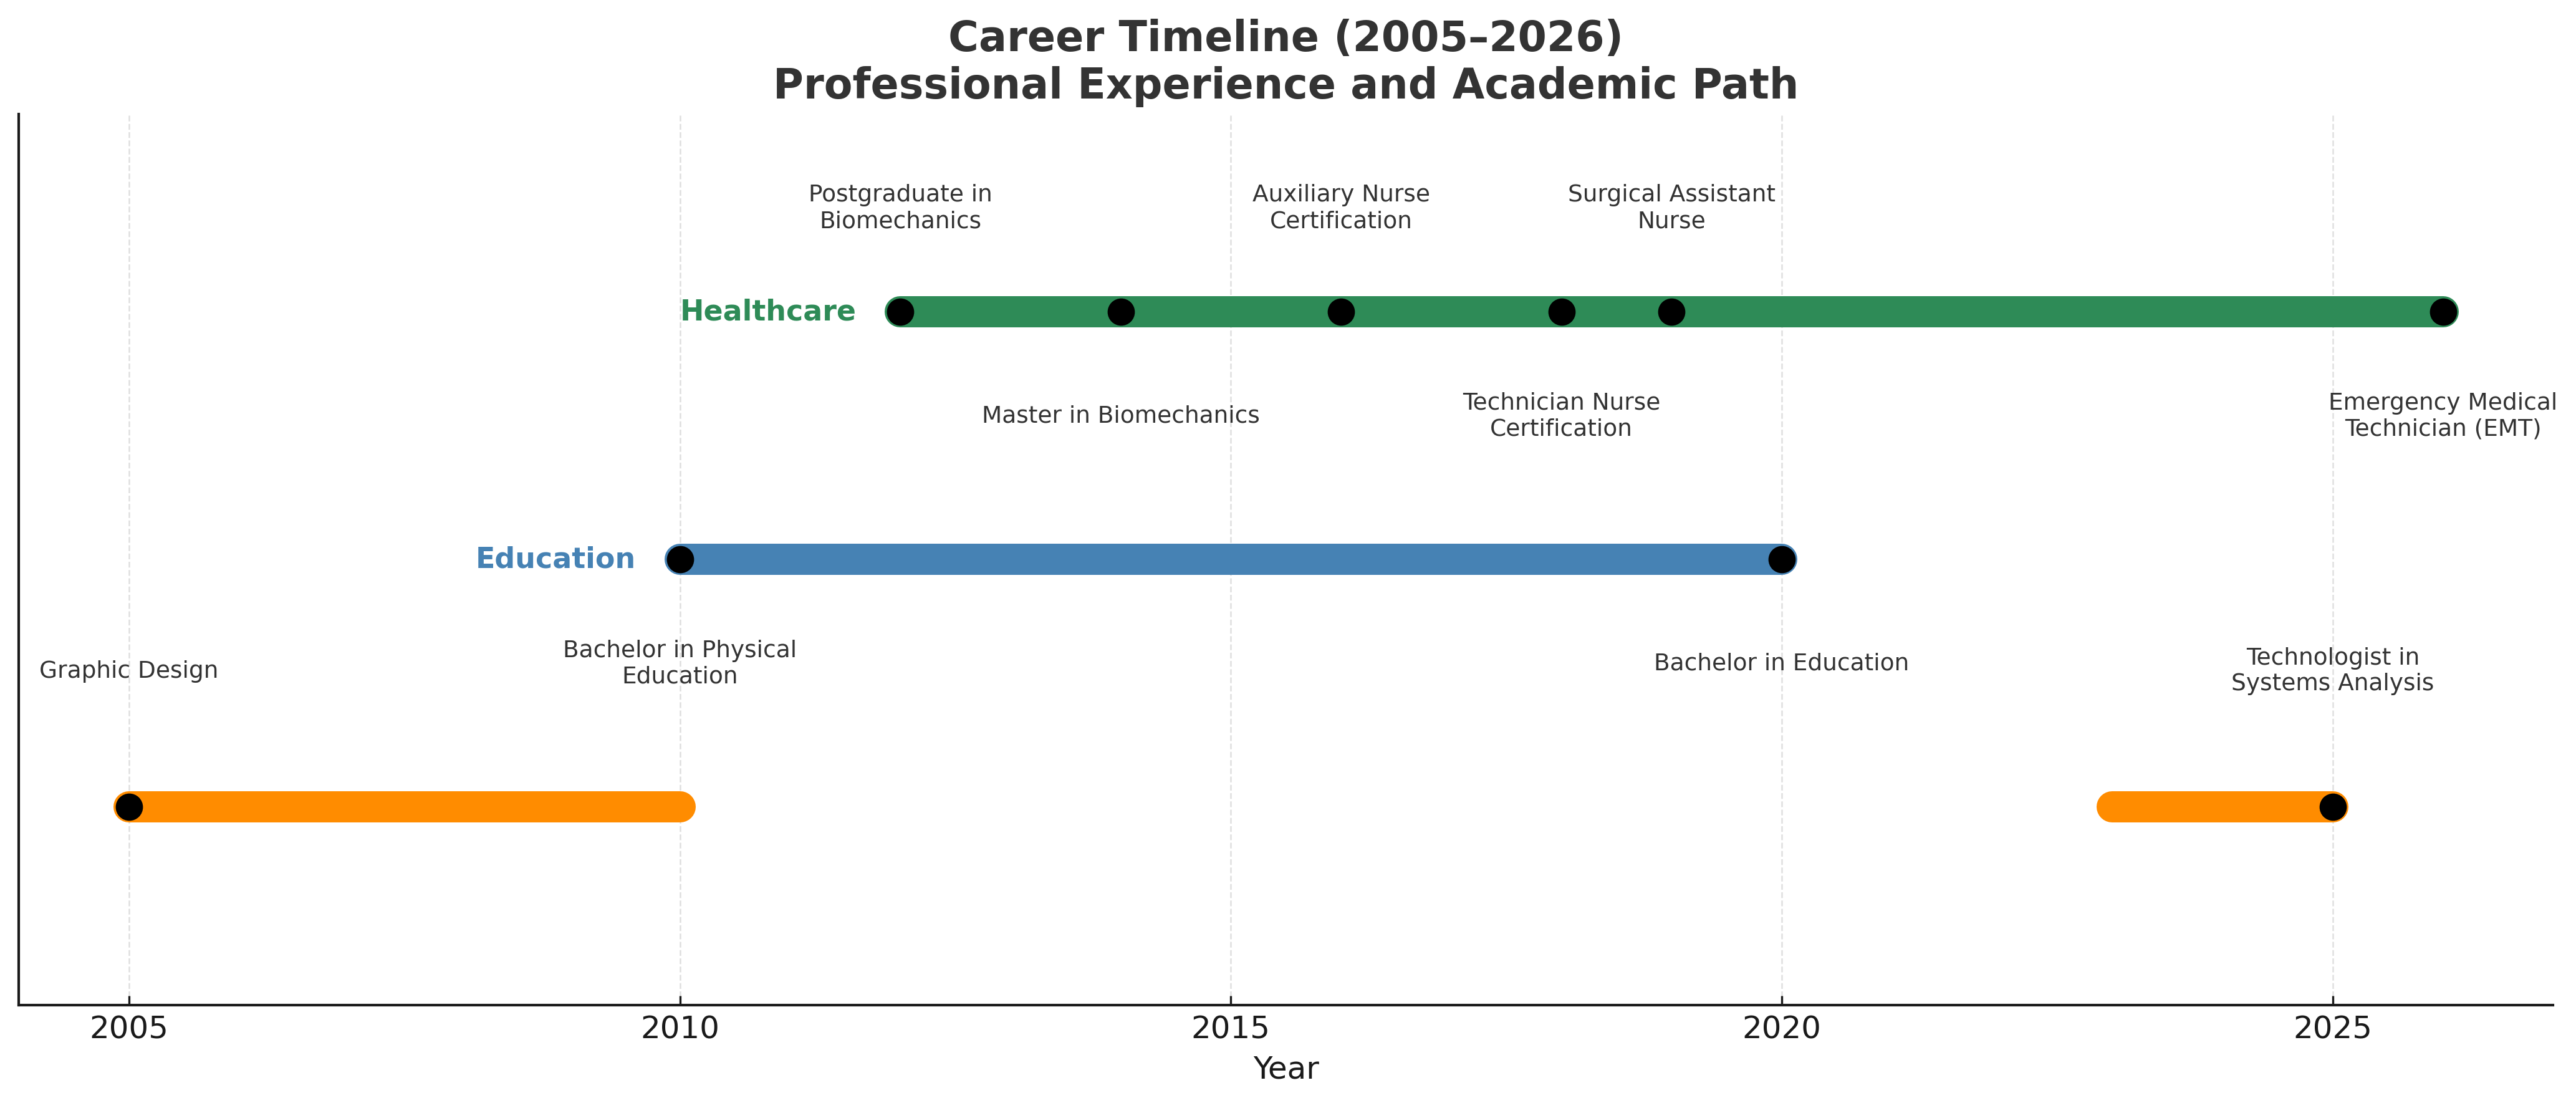 Career Timeline (2005–2026)
Professional Experience and Academic Path
Postgraduate in
Biomechanics
Auxiliary Nurse
Certification
Surgical Assistant
Nurse
Healthcare
Master in Biomechanics
Technician Nurse
Certification
Emergency Medical
Technician (EMT)
Education
Graphic Design
Bachelor in Physical
Education
Bachelor in Education
Technologist in
Systems Analysis
2005
2010
2015
2020
2025
Year